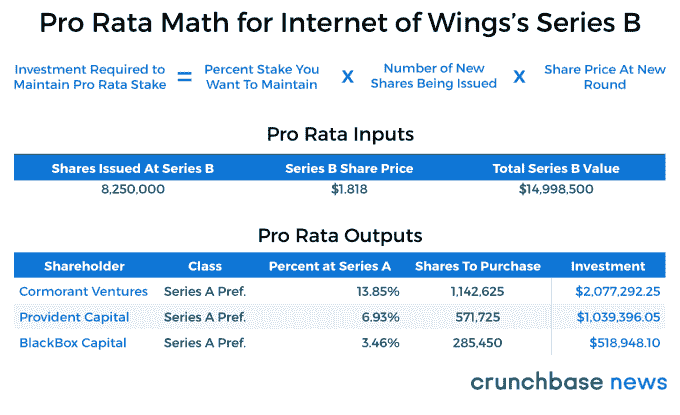 Pro Rata Math for Internet of Wings's Series B
Investment Required to Maintain Pro Rata Stake = Percent Stake You Want To Maintain X Number of New Shares Being Issued X Share Price At New Round
Pro Rata Inputs
Shares Issued At Series B Series B Share Price Total Series B Value
8,250,000 $1.818 $14,998,500
Pro Rata Outputs
Shareholder Class Percent at Series A Shares To Purchase Investment
Cormorant Ventures Series A Pref. 13.85% 1,142,625 $2,077,292.25
Provident Capital Series A Pref. 6.93% 571,725 $1,039,396.05
BlackBox Capital Series A Pref. 3.46% 285,450 $518,948.10
crunchbase news